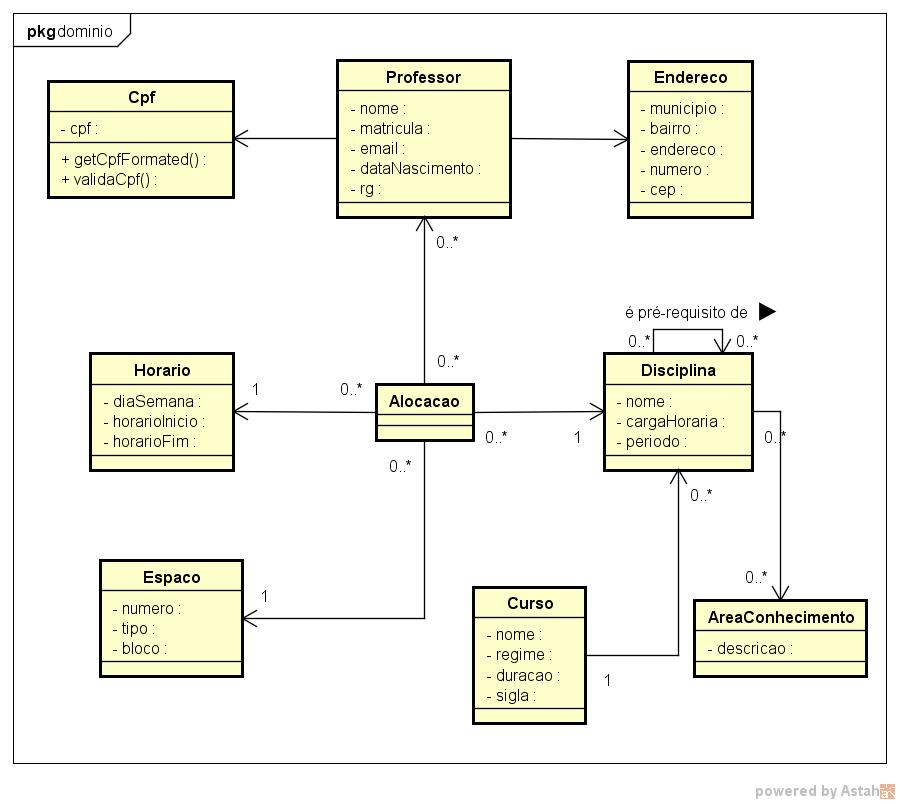 pkg dominio
Cpf
- cpf :
+ getCpfFormated() :
+ validaCpf() :
Professor
- nome :
- matricula :
- email :
- dataNascimento :
- rg :
Endereco
- municipio :
- bairro :
- endereco :
- numero :
- cep :
0..*
é pré-requisito de
0..*
0..*
Horario
- diaSemana :
- horarioInicio :
- horarioFim :
1
0..*
0..*
Alocacao
0..*
0..*
1
Disciplina
- nome :
- cargaHoraria :
- periodo :
0..*
0..*
Espaco
- numero :
- tipo :
- bloco :
1
Curso
- nome :
- regime :
- duracao :
- sigla :
1
0..*
AreaConhecimento
- descricao :
powered by Astah